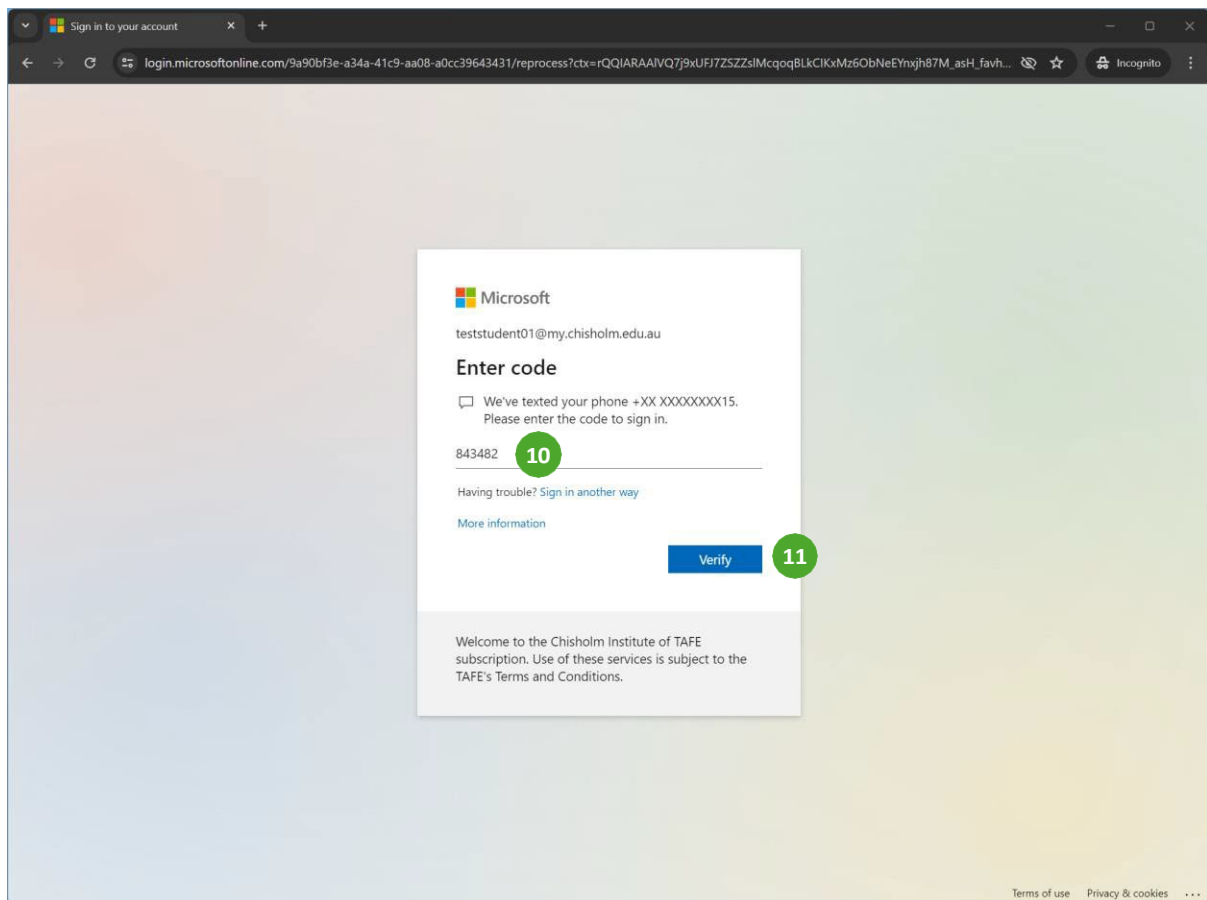 Sign in to your account
login.microsoftonline.com/9a90bf3e-a34a-41c9-aa08-a0cc39643431/reprocess?ctx=rQQIARAAlVQ7j9xUFJ7ZSZZslMcqoqBLkCIKxMz6ObNeEYnxjh87M_asH_favh...
Incognito
Microsoft
teststudent01@my.chisholm.edu.au
Enter code
We've texted your phone +XX XXXXXXXX15.
Please enter the code to sign in.
843482 10
Having trouble? Sign in another way
More information
Verify 11
Welcome to the Chisholm Institute of TAFE
subscription. Use of these services is subject to the
TAFE's Terms and Conditions.
Terms of use Privacy & cookies ...